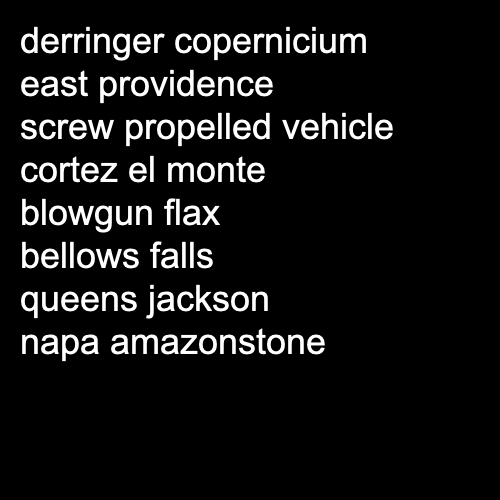 derringer copernicium
east providence
screw propelled vehicle
cortez el monte
blowgun flax
bellows falls
queens jackson
napa amazonstone